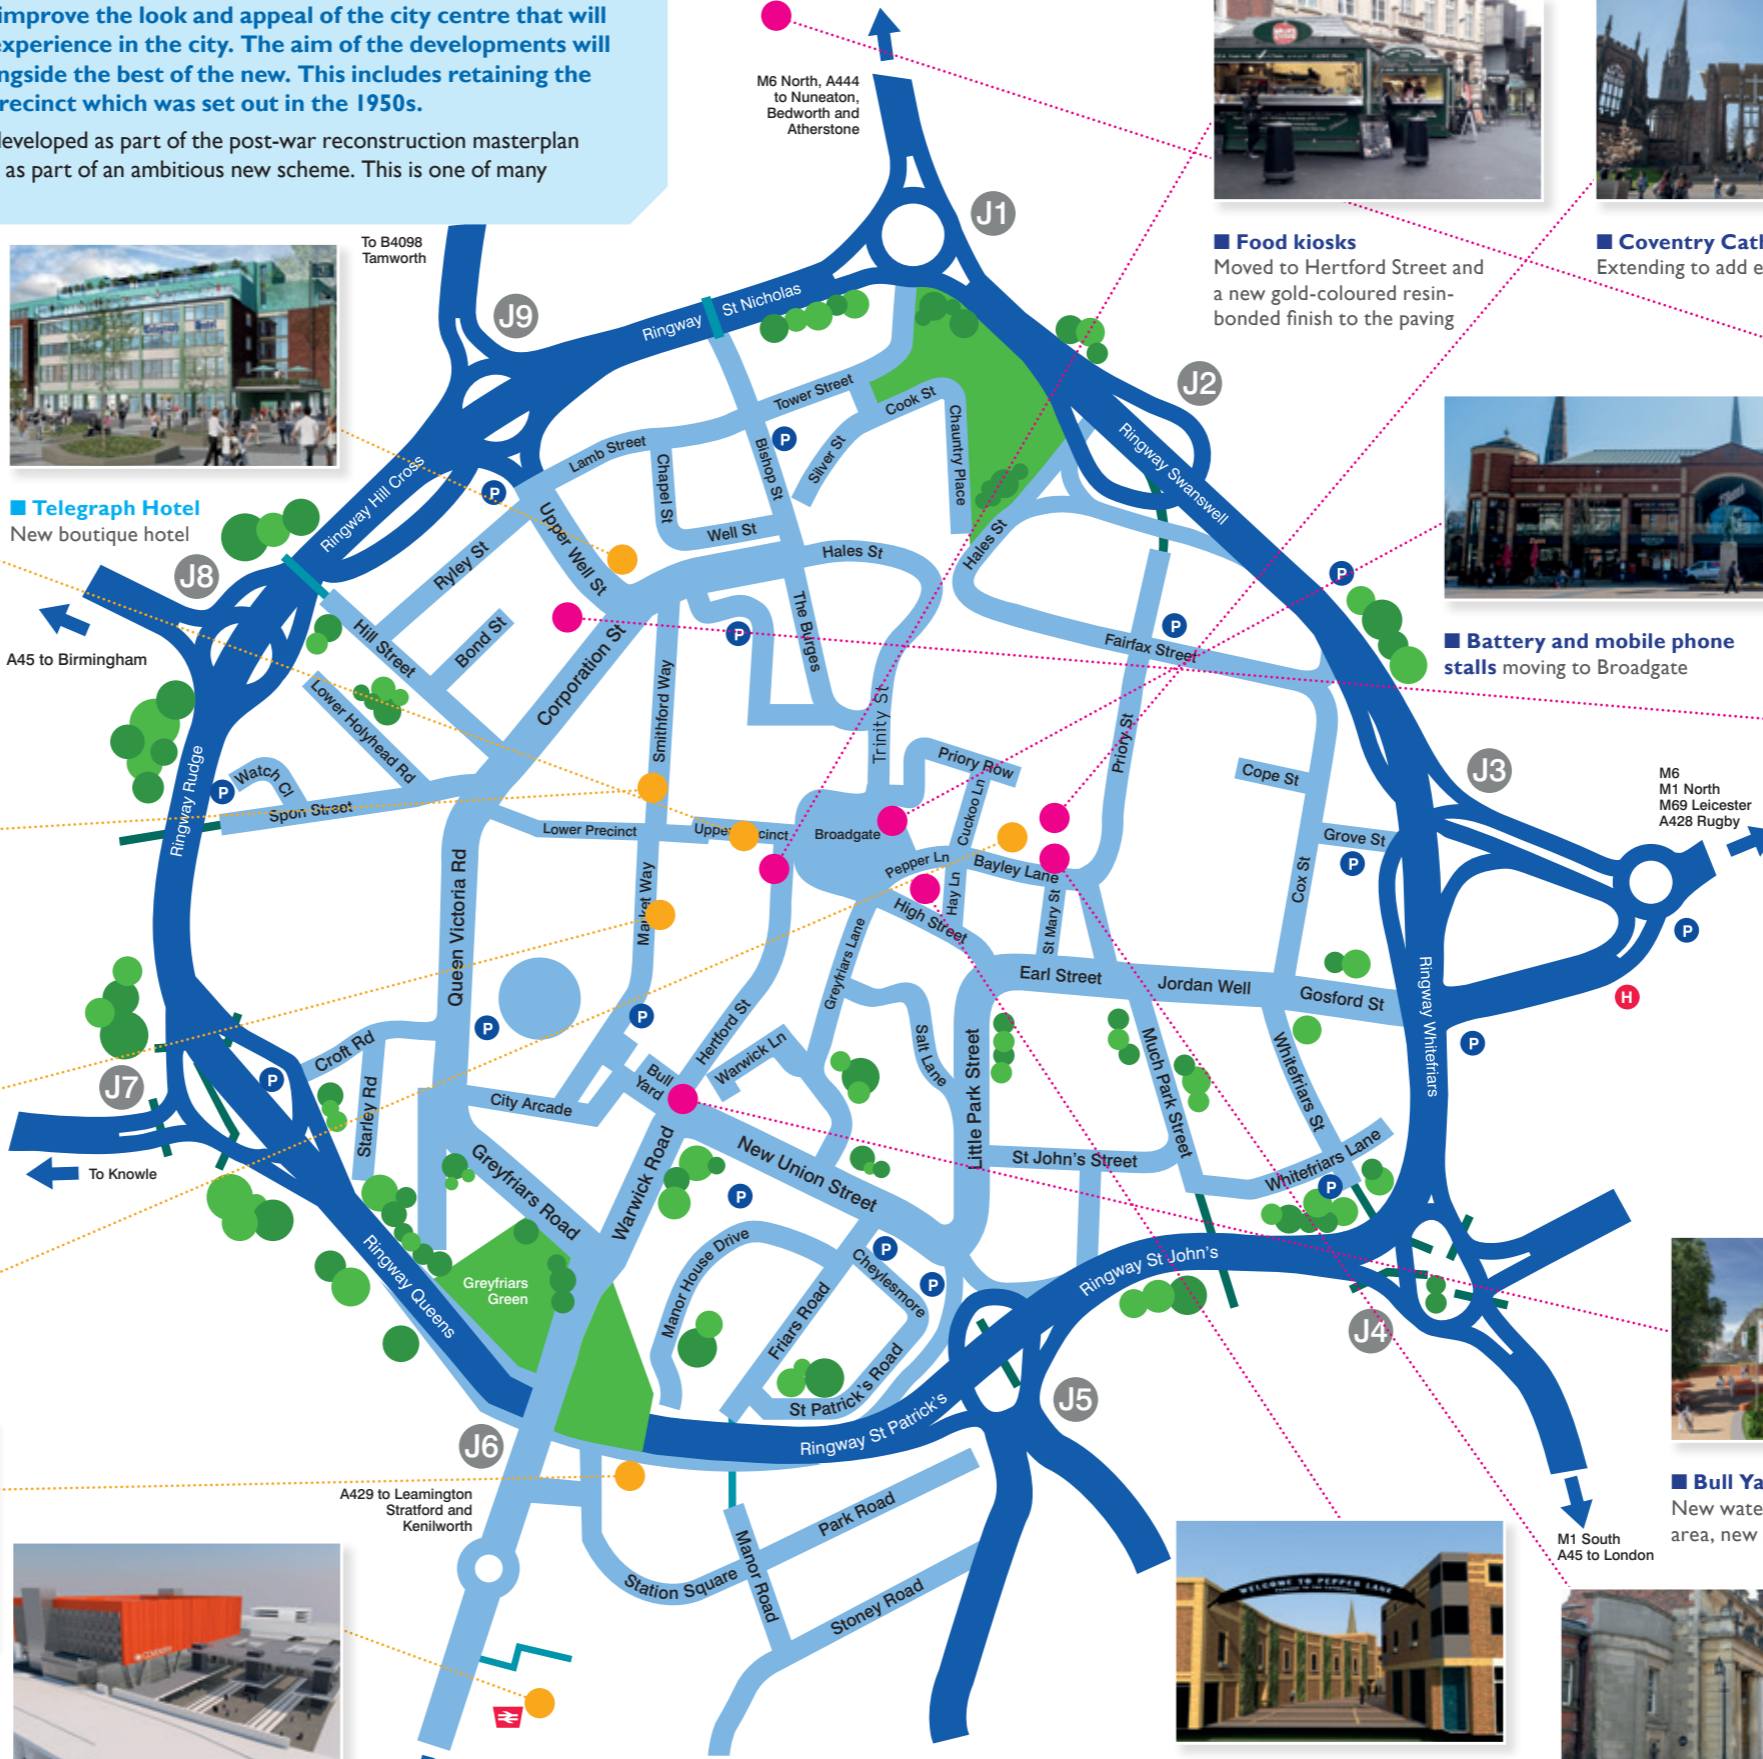 improve the look and appeal of the city centre that will
experience in the city. The aim of the developments will
ngside the best of the new. This includes retaining the
recinct which was set out in the 1950s.
developed as part of the post-war reconstruction masterplan
as part of an ambitious new scheme. This is one of many
M6 North, A444
to Nuneaton,
Bedworth and
Atherstone
J1
Food kiosks
Moved to Hertford Street and
a new gold-coloured resin-
bonded finish to the paving
Coventry Cath
Extending to add e
To B4098
Tamworth
J9
Ringway St Nicholas
J2
Ringway Swanswell
Telegraph Hotel
New boutique hotel
J8
Ringway Hill Cross
Tower Street
Cook St
Lamb Street
P
Silver St
Chauntry Place
Bishop St
Chapel St
Well St
P
Upper Well St
Hales St
Hales St
Ryley St
Bond St
Hill Street
Corporation St
The Burges
P
P
P
Fairfax Street
Battery and mobile phone
stalls moving to Broadgate
A45 to Birmingham
Lower Holyhead Rd
Smithford Way
Trinity St
Priory St
Priory Row
Cuckoo Ln
Cope St
J3
M6
M1 North
M69 Leicester
A428 Rugby
Ringway Rudge
P
Watch Cl
Spon Street
Lower Precinct
Upper Precinct
Broadgate
Pepper Ln
Bayley Lane
Hay Ln
High Street
St Mary St
Grove St
P
Cox St
P
Queen Victoria Rd
Market Way
Greyfriars Lane
Earl Street
Jordan Well
Gosford St
Ringway Whitefriars
H
P
P
P
Hertford St
Warwick Ln
Salt Lane
Little Park Street
Much Park Street
Whitefriars St
Croft Rd
J7
P
Starley Rd
City Arcade
Bull
Yard
To Knowle
Greyfriars Road
Warwick Road
New Union Street
St John's Street
Whitefriars Lane
P
P
Ringway Queens
Greyfriars
Green
Manor House Drive
Friars Road
Cheylesmore
P
P
St Patrick's Road
Ringway St John's
J4
J5
J6
Ringway St Patrick's
A429 to Leamington
Stratford and
Kenilworth
Station Square
Manor Road
Park Road
Stoney Road
WELCOME TO PEPPER LANE
M1 South
A45 to London
Bull Ya
New wate
area, new